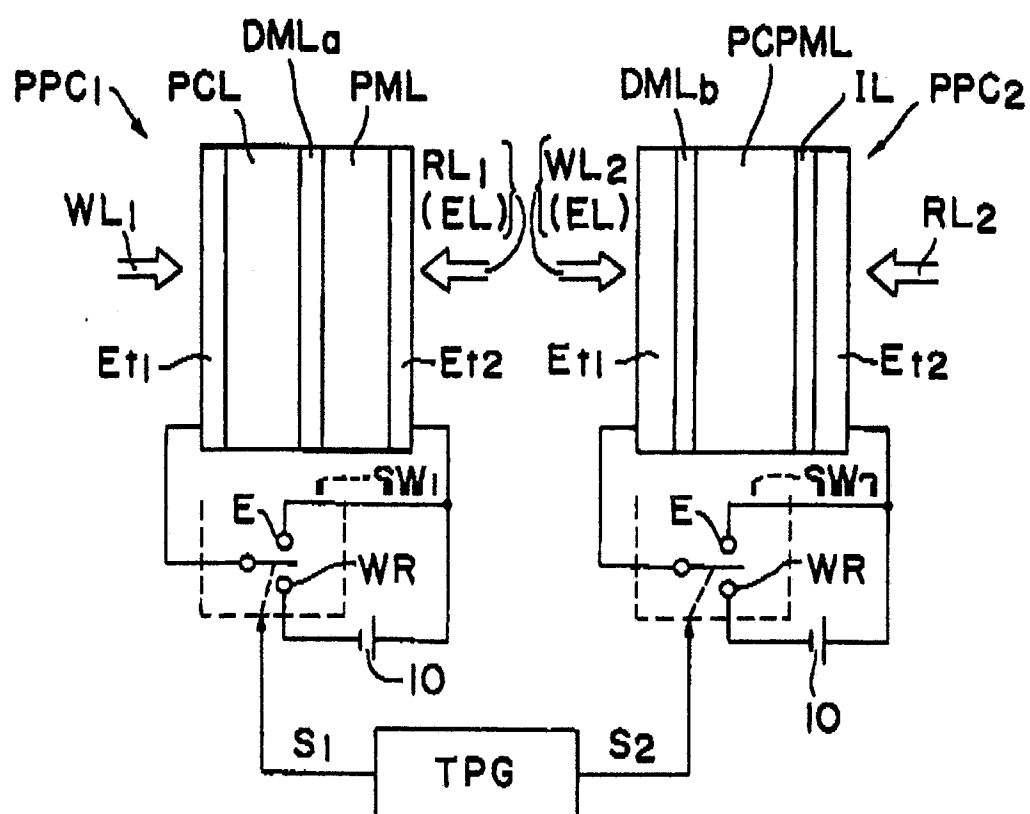 DMLa
PCPML
PPC1
PCL
PML
DMLb
IL
PPC2
WL1
RL1
(EL)
WL2
(EL)
RL2
Et1
Et2
Et1
Et2
SW1
E
WR
10
E
WR
10
S1
S2
TPG